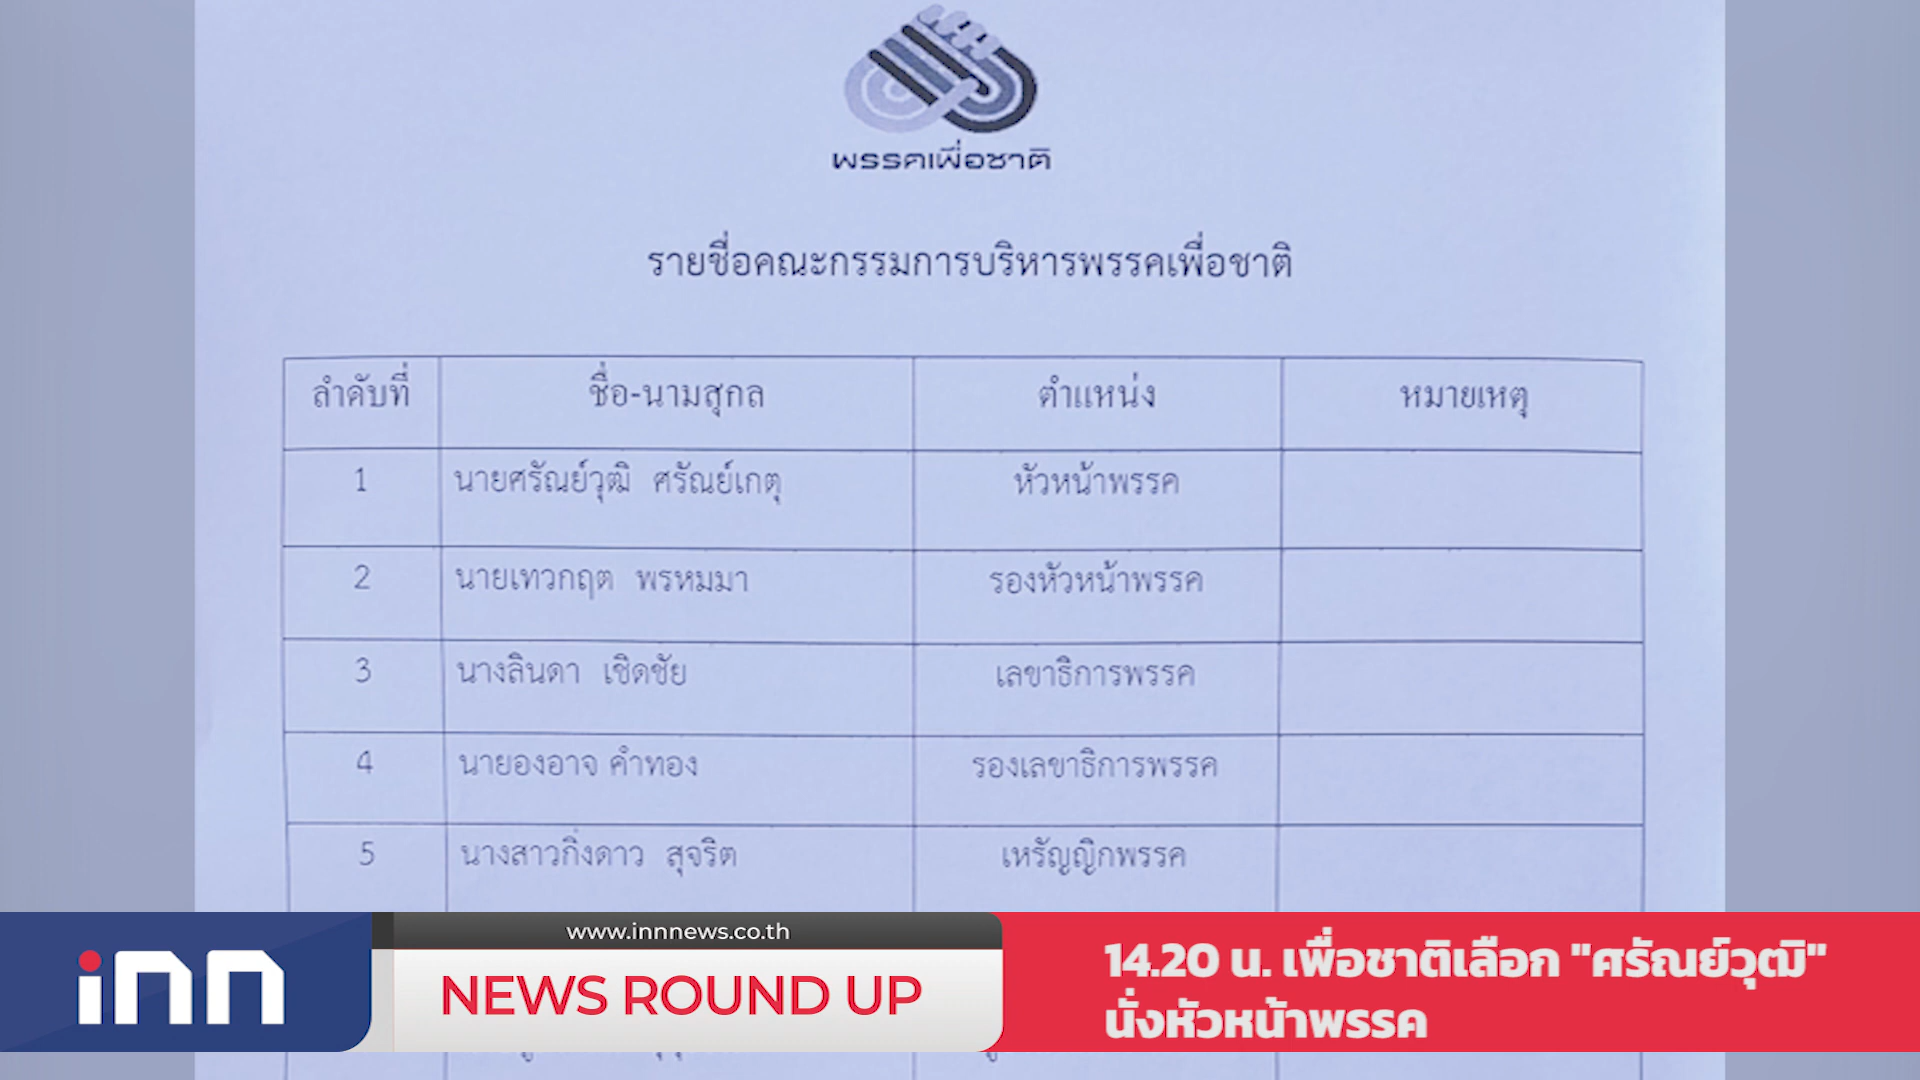 พรรคเพื่อชาติ
รายชื่อคณะกรรมการบริหารพรรคเพื่อชาติ
ลำดับที่ ชื่อ-นามสกุล ตำแหน่ง หมายเหตุ
1 นายศรัณย์วุฒิ ศรัณย์เกตุ หัวหน้าพรรค
2 นายเทวกฤต พรหมมา รองหัวหน้าพรรค
3 นางลินดา เชิดชัย เลขาธิการพรรค
4 นายองอาจ คำทอง รองเลขาธิการพรรค
5 นางสาวกิ่งดาว สุจริต เหรัญญิกพรรค
inn
www.innnews.co.th
NEWS ROUND UP
14.20 น. เพื่อชาติเลือก "ศรัณย์วุฒิ"
นั่งหัวหน้าพรรค